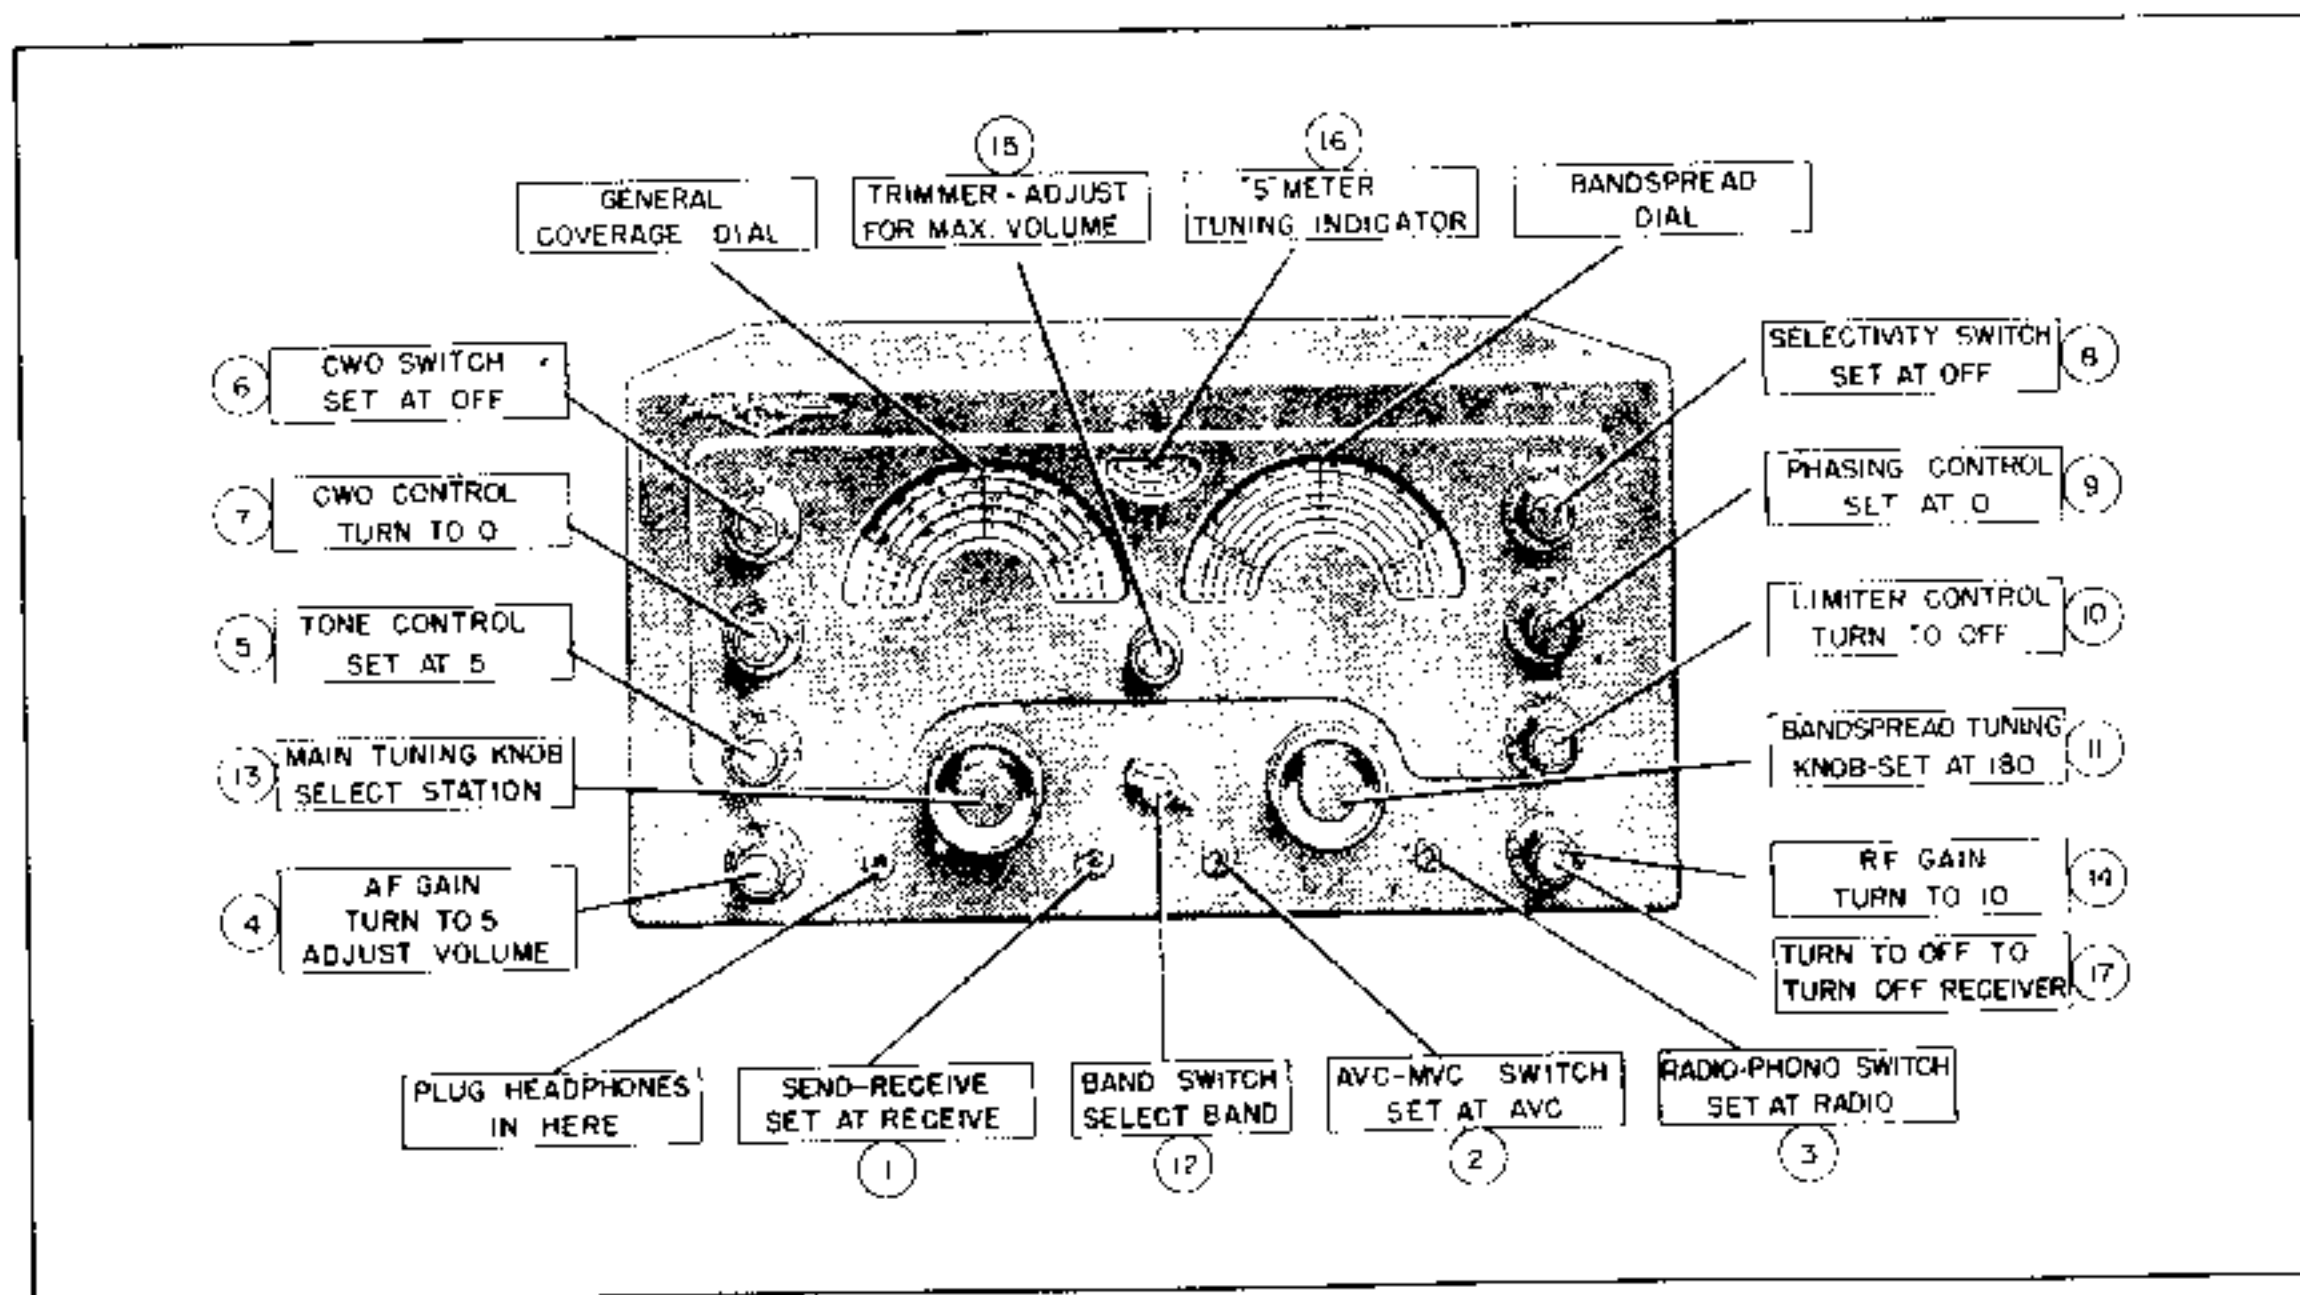 15
16
GENERAL
COVERAGE DIAL
TRIMMER - ADJUST
FOR MAX. VOLUME
"S" METER
TUNING INDICATOR
BANDSPREAD
DIAL
6
CWO SWITCH
SET AT OFF
SELECTIVITY SWITCH
SET AT OFF
8
7
CWO CONTROL
TURN TO 0
PHASING CONTROL
SET AT 0
9
5
TONE CONTROL
SET AT 5
LIMITER CONTROL
TURN TO OFF
10
13
MAIN TUNING KNOB
SELECT STATION
BANDSPREAD TUNING
KNOB-SET AT 180
11
4
AF GAIN
TURN TO 5
ADJUST VOLUME
RF GAIN
TURN TO 10
14
TURN TO OFF TO
TURN OFF RECEIVER
17
PLUG HEADPHONES
IN HERE
SEND-RECEIVE
SET AT RECEIVE
1
BAND SWITCH
SELECT BAND
12
AVC-MVC SWITCH
SET AT AVC
2
RADIO-PHONO SWITCH
SET AT RADIO
3